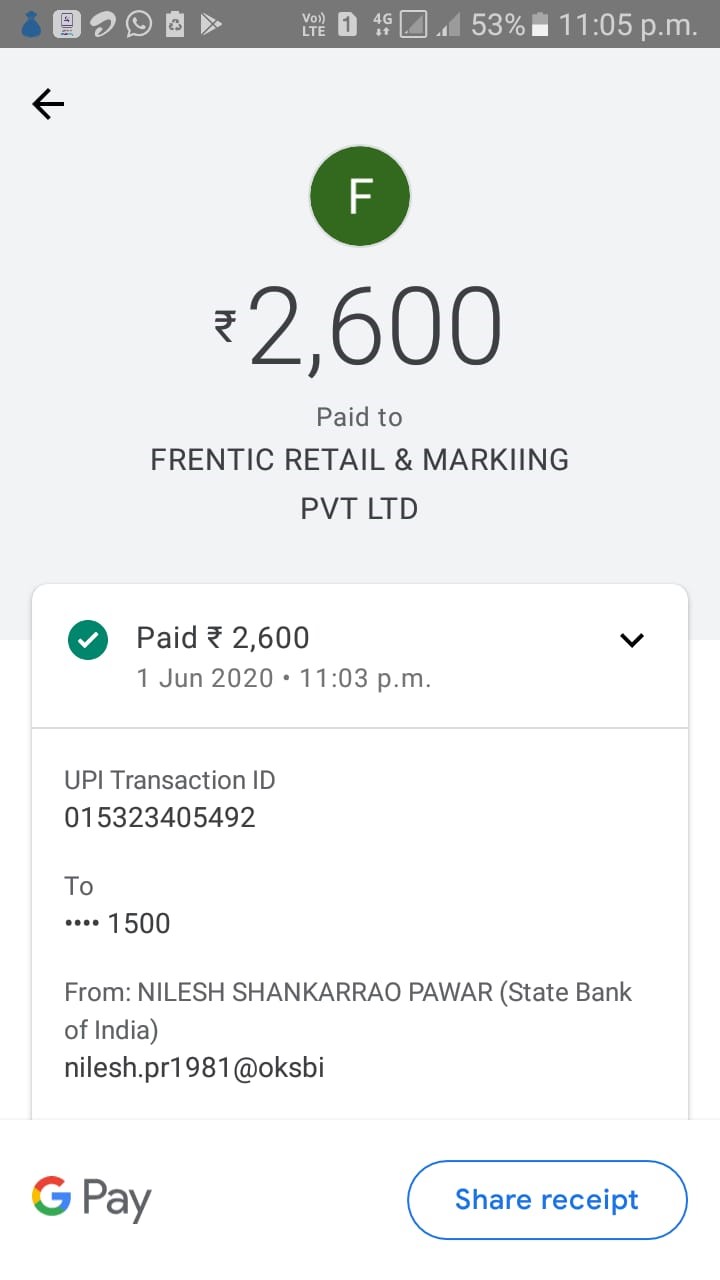 Vo)) LTE 1 4G 53% 11:05 p.m.
F
₹2,600
Paid to
FRENTIC RETAIL & MARKIING
PVT LTD
Paid ₹ 2,600
1 Jun 2020 • 11:03 p.m.
UPI Transaction ID
015323405492
To
•••• 1500
From: NILESH SHANKARRAO PAWAR (State Bank
of India)
nilesh.pr1981@oksbi
G Pay
Share receipt